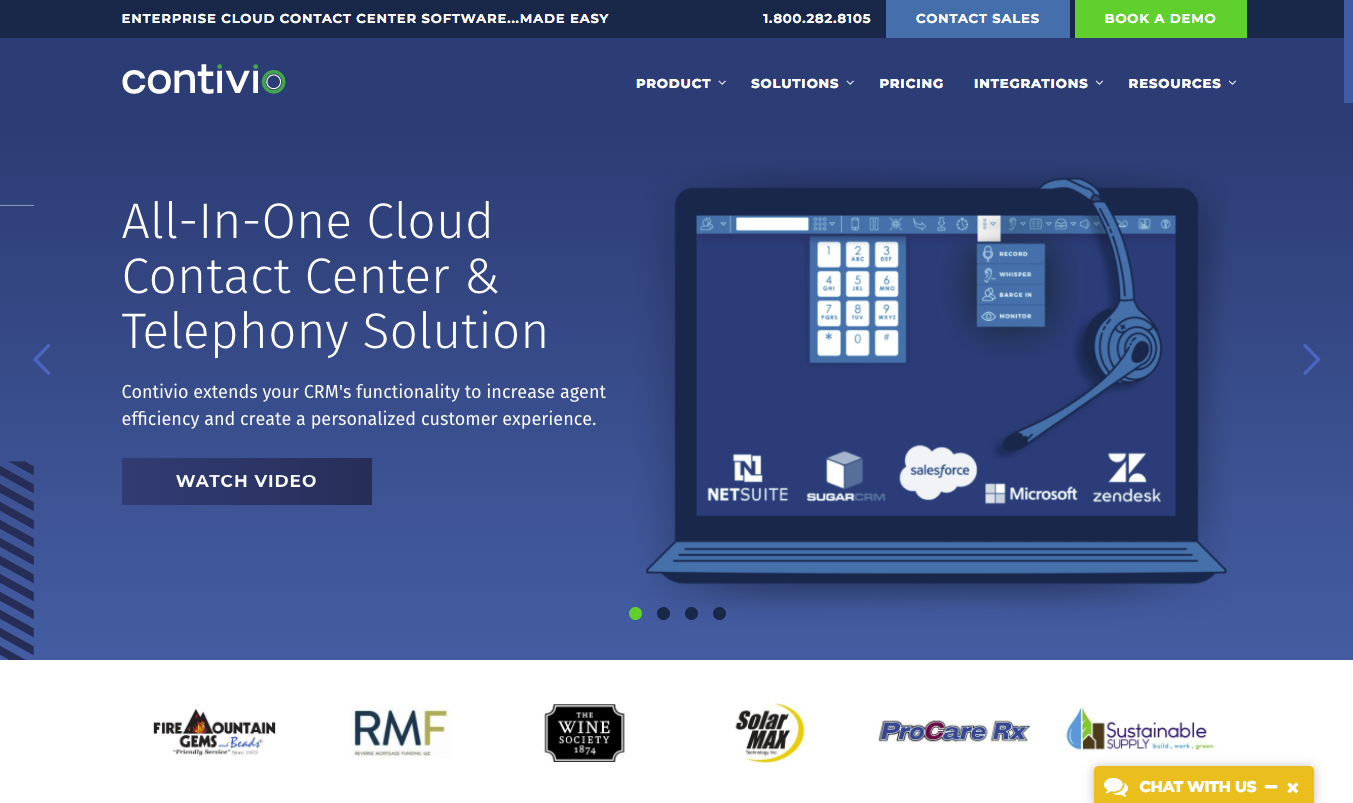 ENTERPRISE CLOUD CONTACT CENTER SOFTWARE...MADE EASY
1.800.282.8105
CONTACT SALES
BOOK A DEMO
contivio
PRODUCT
SOLUTIONS
PRICING
INTEGRATIONS
RESOURCES
All-In-One Cloud
Contact Center &
Telephony Solution
Contivio extends your CRM's functionality to increase agent
efficiency and create a personalized customer experience.
WATCH VIDEO
1 2 3
ABC DEF
4 5 6
GHI JKL MNO
7 8 9
PQRS TUV WXYZ
* 0 #
RECORD
WHISPER
BARGE IN
MONITOR
NETSUITE
SUGARCRM
salesforce
Microsoft
zendesk
FIRE MOUNTAIN
GEMS and Beads
"Friendly Service" Since 1973
RMF
REVERSE MORTGAGE FUNDING LLC
THE
WINE
SOCIETY
1874
Solar
MAX
Technology Inc.
ProCare Rx
Sustainable
SUPPLY build , work , green
CHAT WITH US